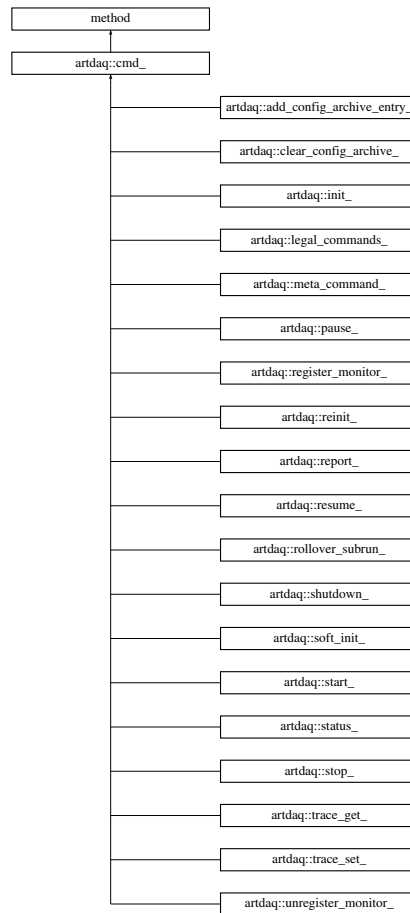 method
artdaq::cmd_
artdaq::add_config_archive_entry_
artdaq::clear_config_archive_
artdaq::init_
artdaq::legal_commands_
artdaq::meta_command_
artdaq::pause_
artdaq::register_monitor_
artdaq::reinit_
artdaq::report_
artdaq::resume_
artdaq::rollover_subrun_
artdaq::shutdown_
artdaq::soft_init_
artdaq::start_
artdaq::status_
artdaq::stop_
artdaq::trace_get_
artdaq::trace_set_
artdaq::unregister_monitor_